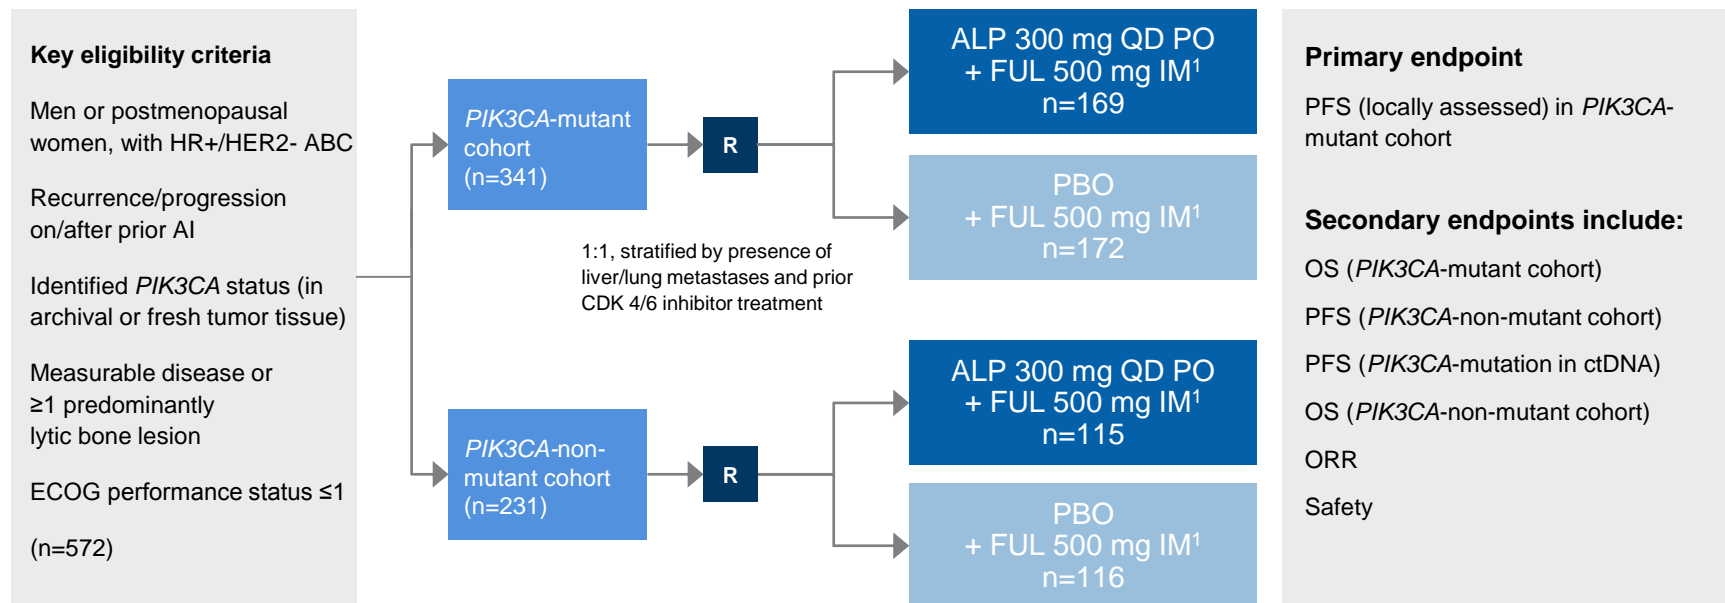 Key eligibility criteria
Men or postmenopausal
women, with HR+/HER2- ABC
Recurrence/progression
on/after prior AI
Identified PIK3CA status (in
archival or fresh tumor tissue)
Measurable disease or
≥1 predominantly
lytic bone lesion
ECOG performance status ≤1
(n=572)
PIK3CA-mutant
cohort
(n=341)
R
ALP 300 mg QD PO
+ FUL 500 mg IM¹
n=169
PBO
+ FUL 500 mg IM¹
n=172
1:1, stratified by presence of
liver/lung metastases and prior
CDK 4/6 inhibitor treatment
PIK3CA-non-
mutant cohort
(n=231)
R
ALP 300 mg QD PO
+ FUL 500 mg IM¹
n=115
PBO
+ FUL 500 mg IM¹
n=116
Primary endpoint
PFS (locally assessed) in PIK3CA-
mutant cohort
Secondary endpoints include:
OS (PIK3CA-mutant cohort)
PFS (PIK3CA-non-mutant cohort)
PFS (PIK3CA-mutation in ctDNA)
OS (PIK3CA-non-mutant cohort)
ORR
Safety